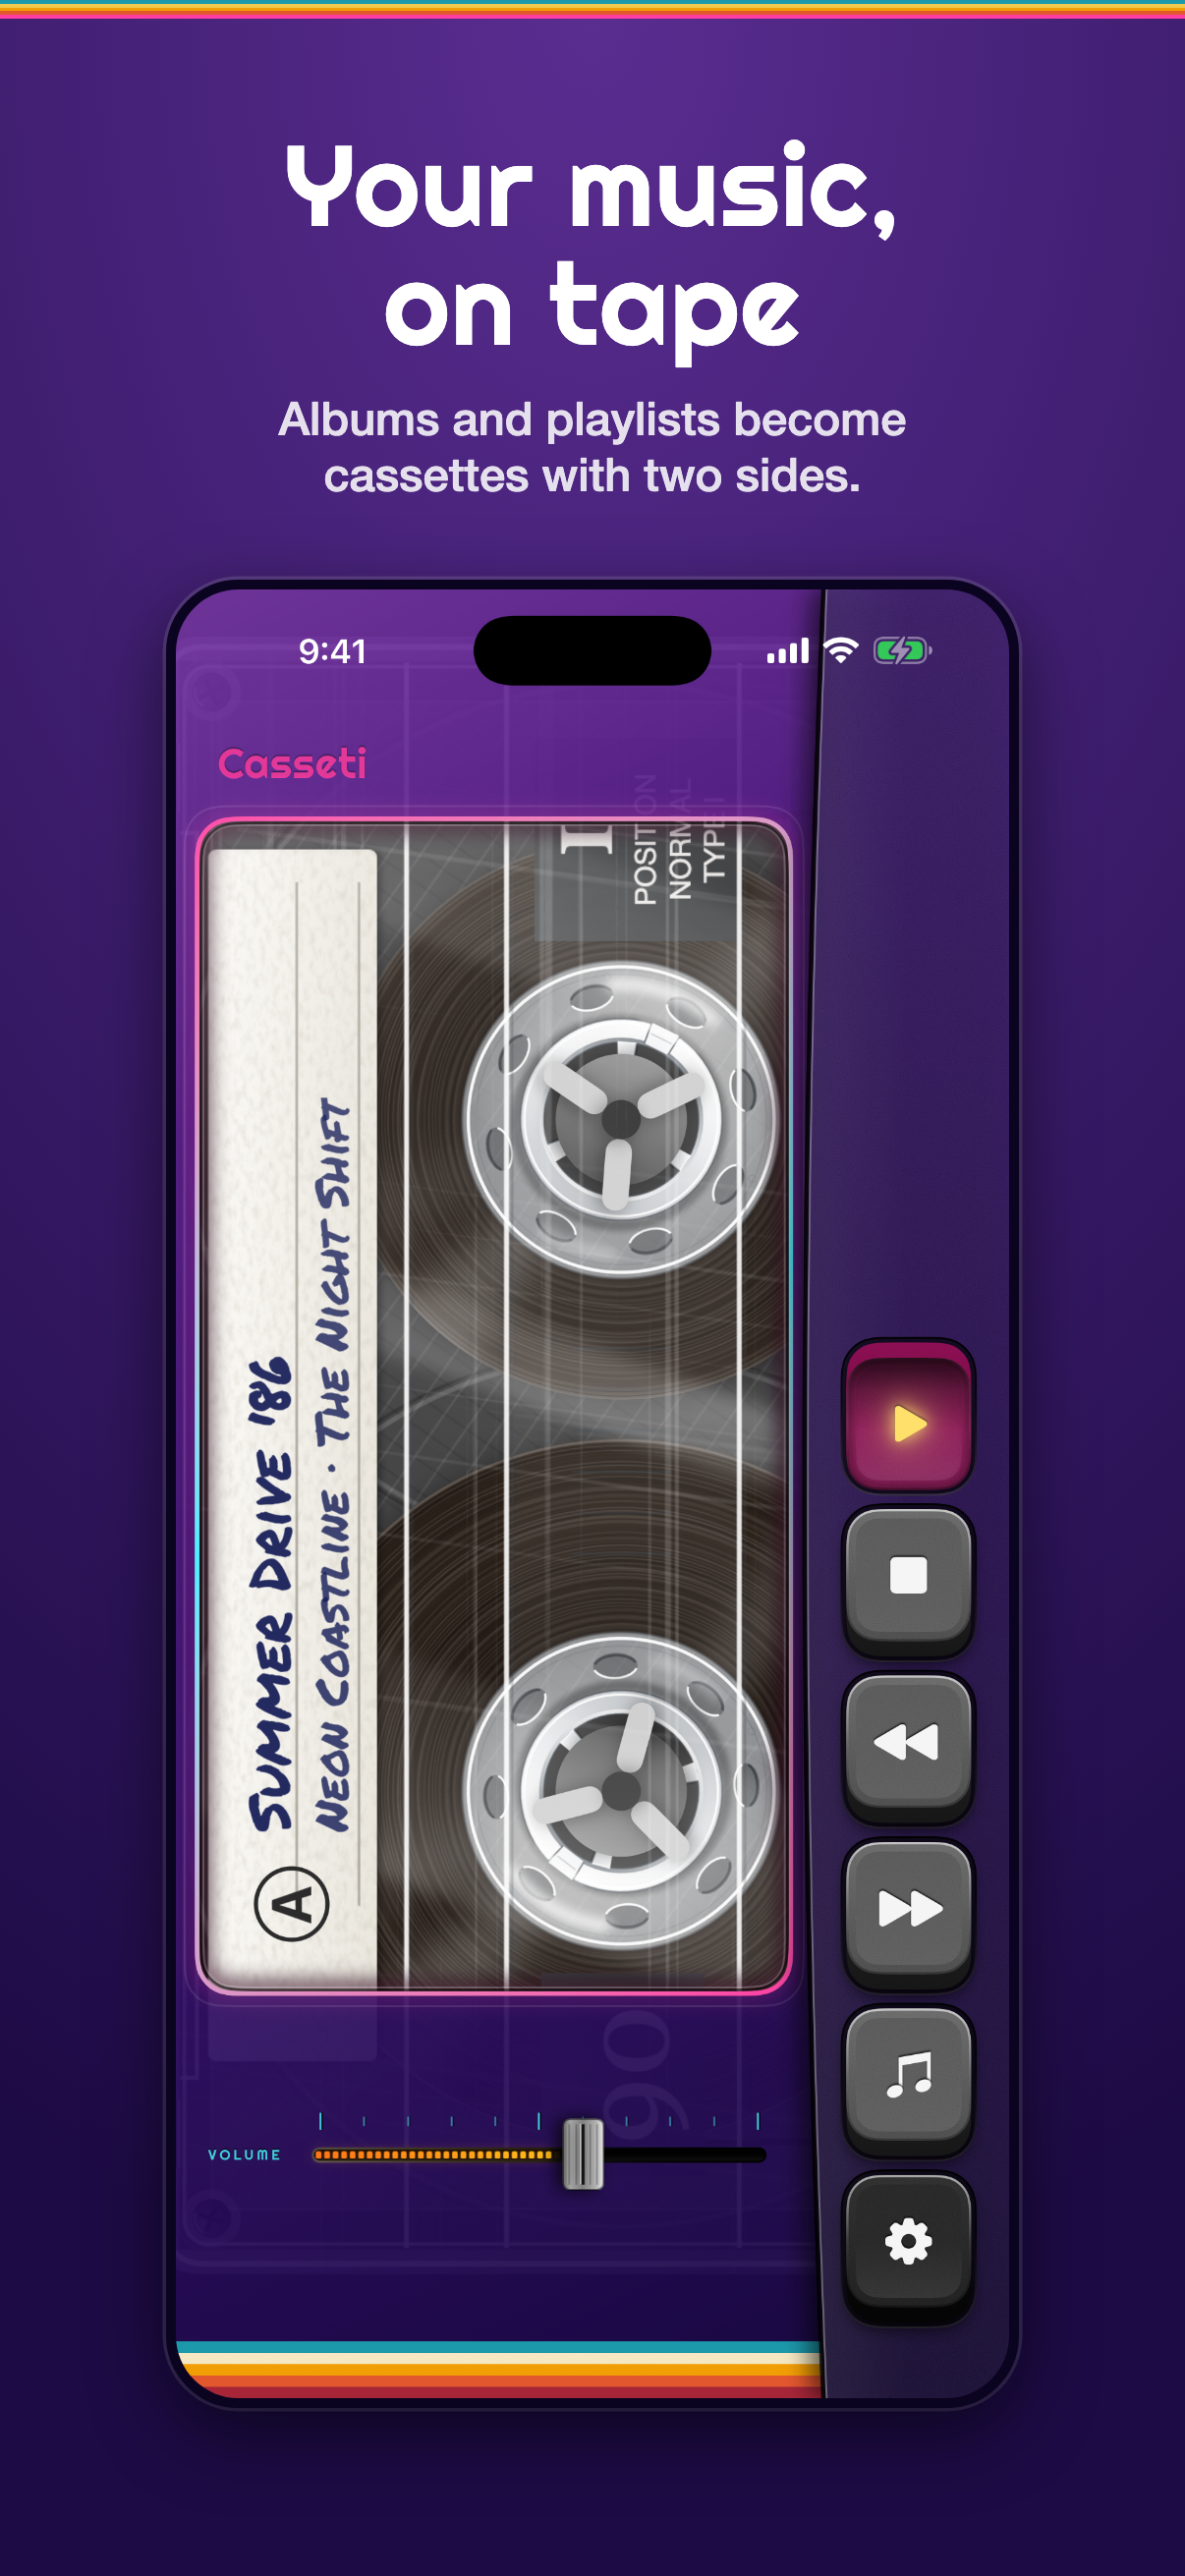 Your music,
on tape
Albums and playlists become
cassettes with two sides.
9:41
Casseti
I
POSITION
NORMAL
TYPE I
A
SUMMER DRIVE '86
NEON COASTLINE · THE NIGHT SHIFT
90
VOLUME